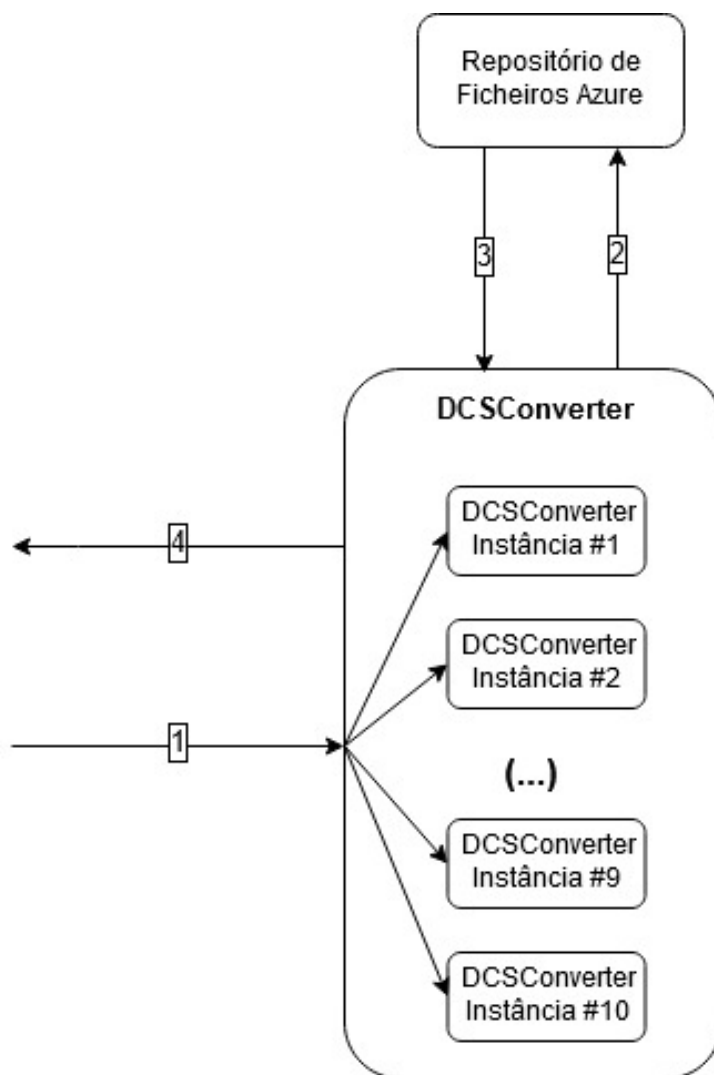 Repositório de
Ficheiros Azure
3
2
DCSConverter
DCSConverter
Instância #1
4
DCSConverter
Instância #2
1
(...)
DCSConverter
Instância #9
DCSConverter
Instância #10